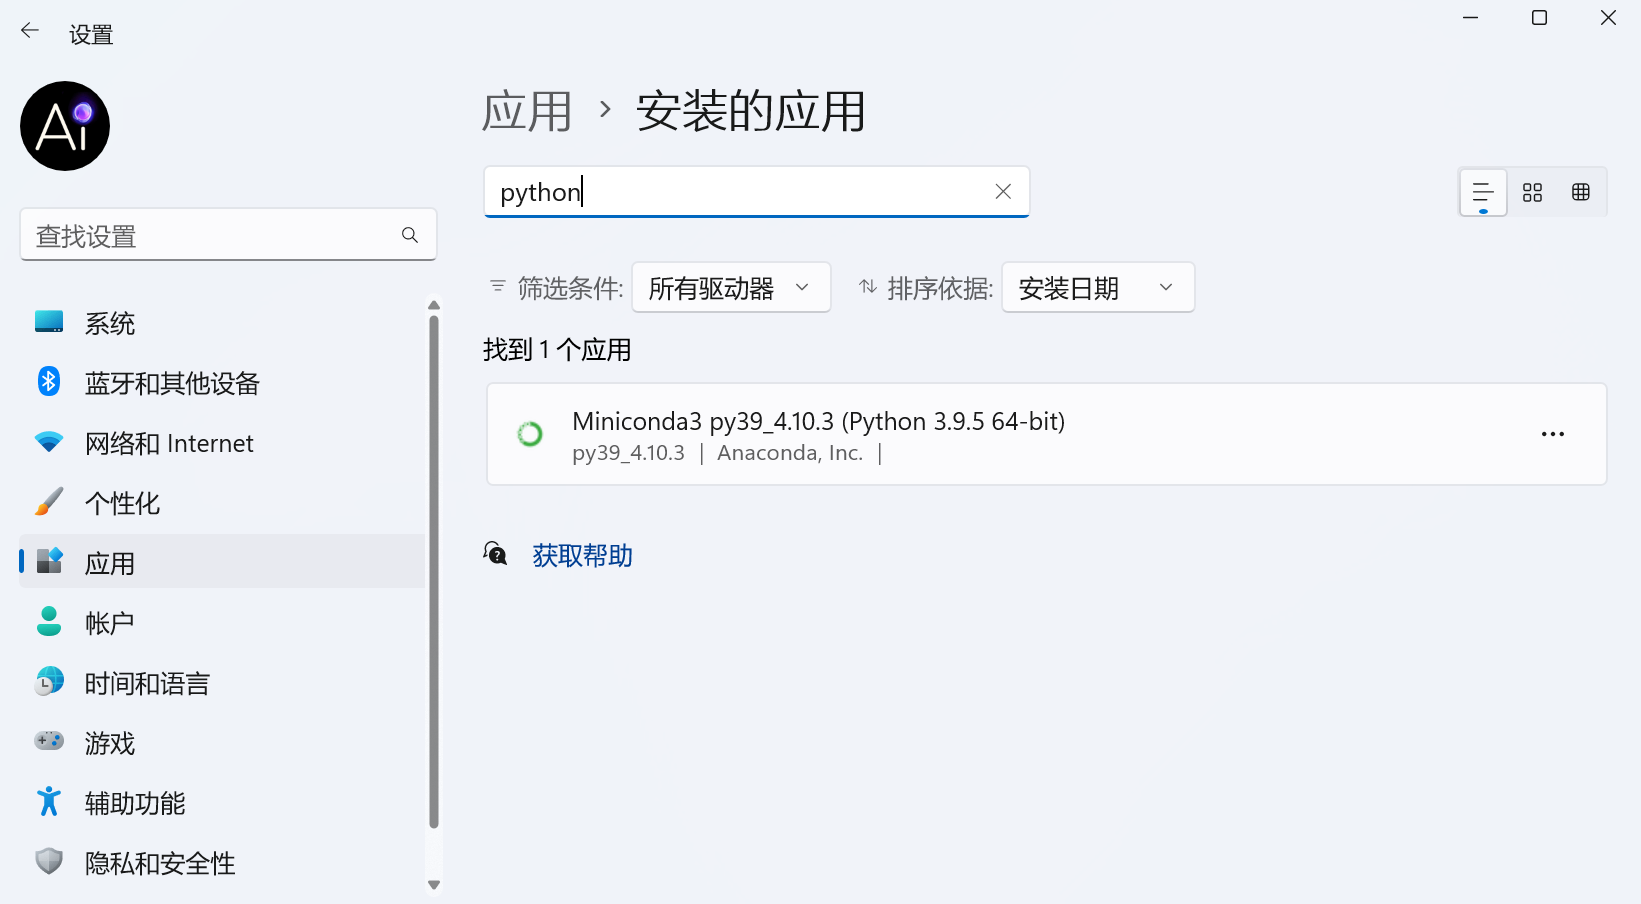 设置
Ai
查找设置
系统
蓝牙和其他设备
网络和 Internet
个性化
应用
帐户
时间和语言
游戏
辅助功能
隐私和安全性
应用 › 安装的应用
python
筛选条件: 所有驱动器 排序依据: 安装日期
找到 1 个应用
Miniconda3 py39_4.10.3 (Python 3.9.5 64-bit)
py39_4.10.3 | Anaconda, Inc. |
获取帮助